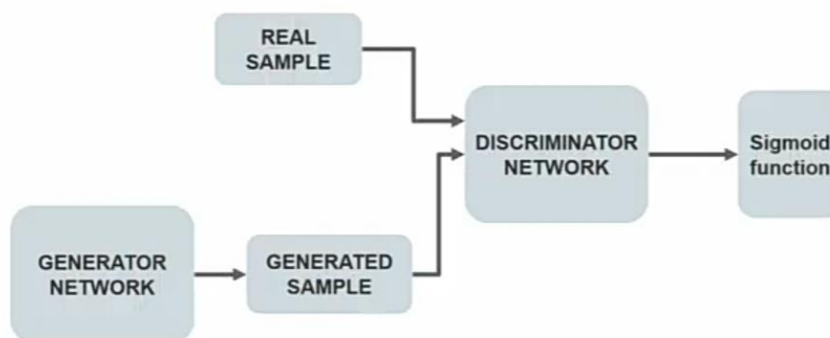 REAL
SAMPLE
DISCRIMINATOR
NETWORK
Sigmoid
function
GENERATOR
NETWORK
GENERATED
SAMPLE